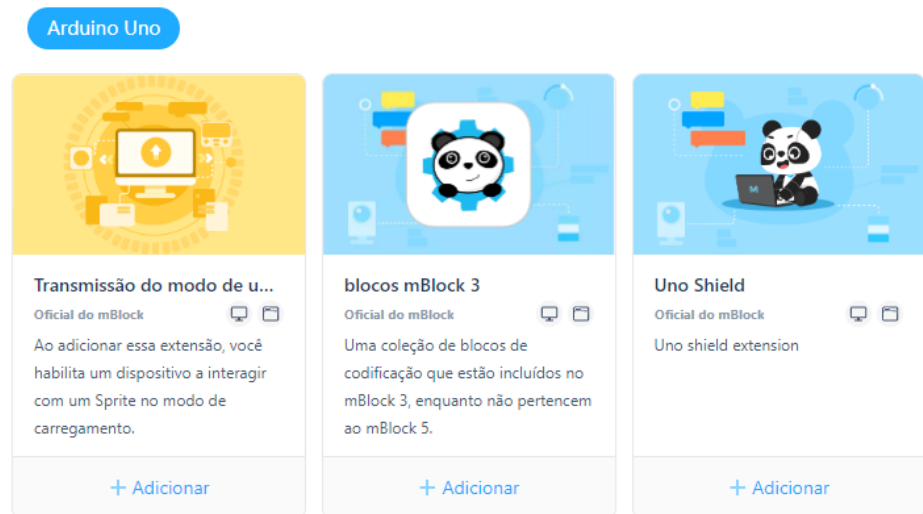 Arduino Uno
Transmissão do modo de u...
Oficial do mBlock
Ao adicionar essa extensão, você
habilita um dispositivo a interagir
com um Sprite no modo de
carregamento.
+ Adicionar
blocos mBlock 3
Oficial do mBlock
Uma coleção de blocos de
codificação que estão incluídos no
mBlock 3, enquanto não pertencem
ao mBlock 5.
+ Adicionar
Uno Shield
Oficial do mBlock
Uno shield extension
+ Adicionar